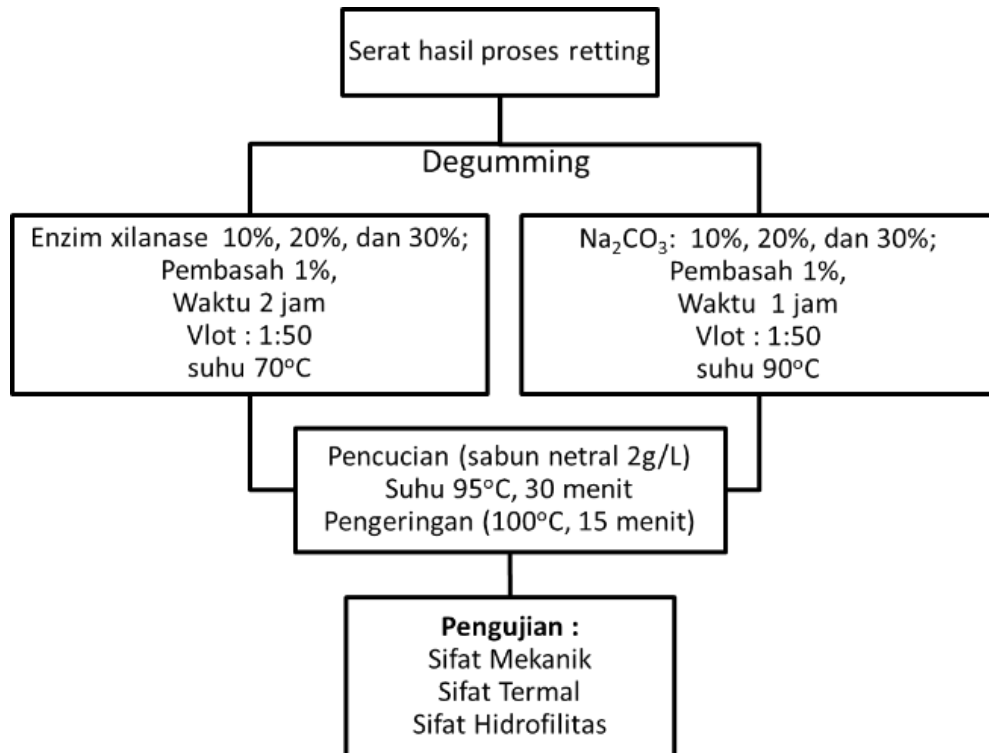 Serat hasil proses retting
Degumming
Enzim xilanase 10%, 20%, dan 30%;
Pembasah 1%,
Waktu 2 jam
Vlot : 1:50
suhu 70°C
Na₂CO₃: 10%, 20%, dan 30%;
Pembasah 1%,
Waktu 1 jam
Vlot : 1:50
suhu 90°C
Pencucian (sabun netral 2g/L)
Suhu 95°C, 30 menit
Pengeringan (100°C, 15 menit)
Pengujian :
Sifat Mekanik
Sifat Termal
Sifat Hidrofilitas